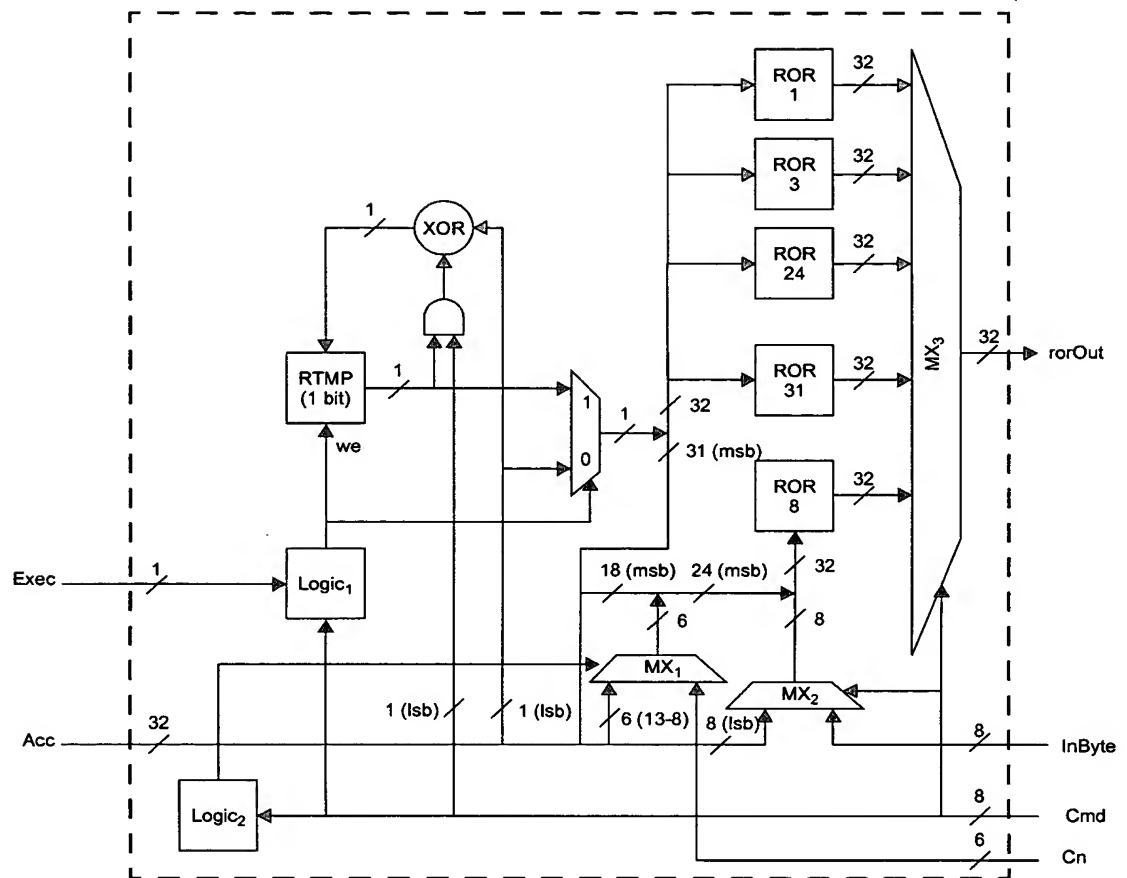 32
ROR
1
32
ROR
3
1
XOR
32
ROR
24
RTMP
(1 bit)
1
we
1
0
1
32
31 (msb)
32
ROR
31
MX3
32
rorOut
32
ROR
8
Exec
1
Logic1
18 (msb)
24 (msb)
32
6
8
MX1
MX2
1 (lsb)
1 (lsb)
6 (13-8)
8 (lsb)
Acc
32
8
InByte
Logic2
8
Cmd
6
Cn